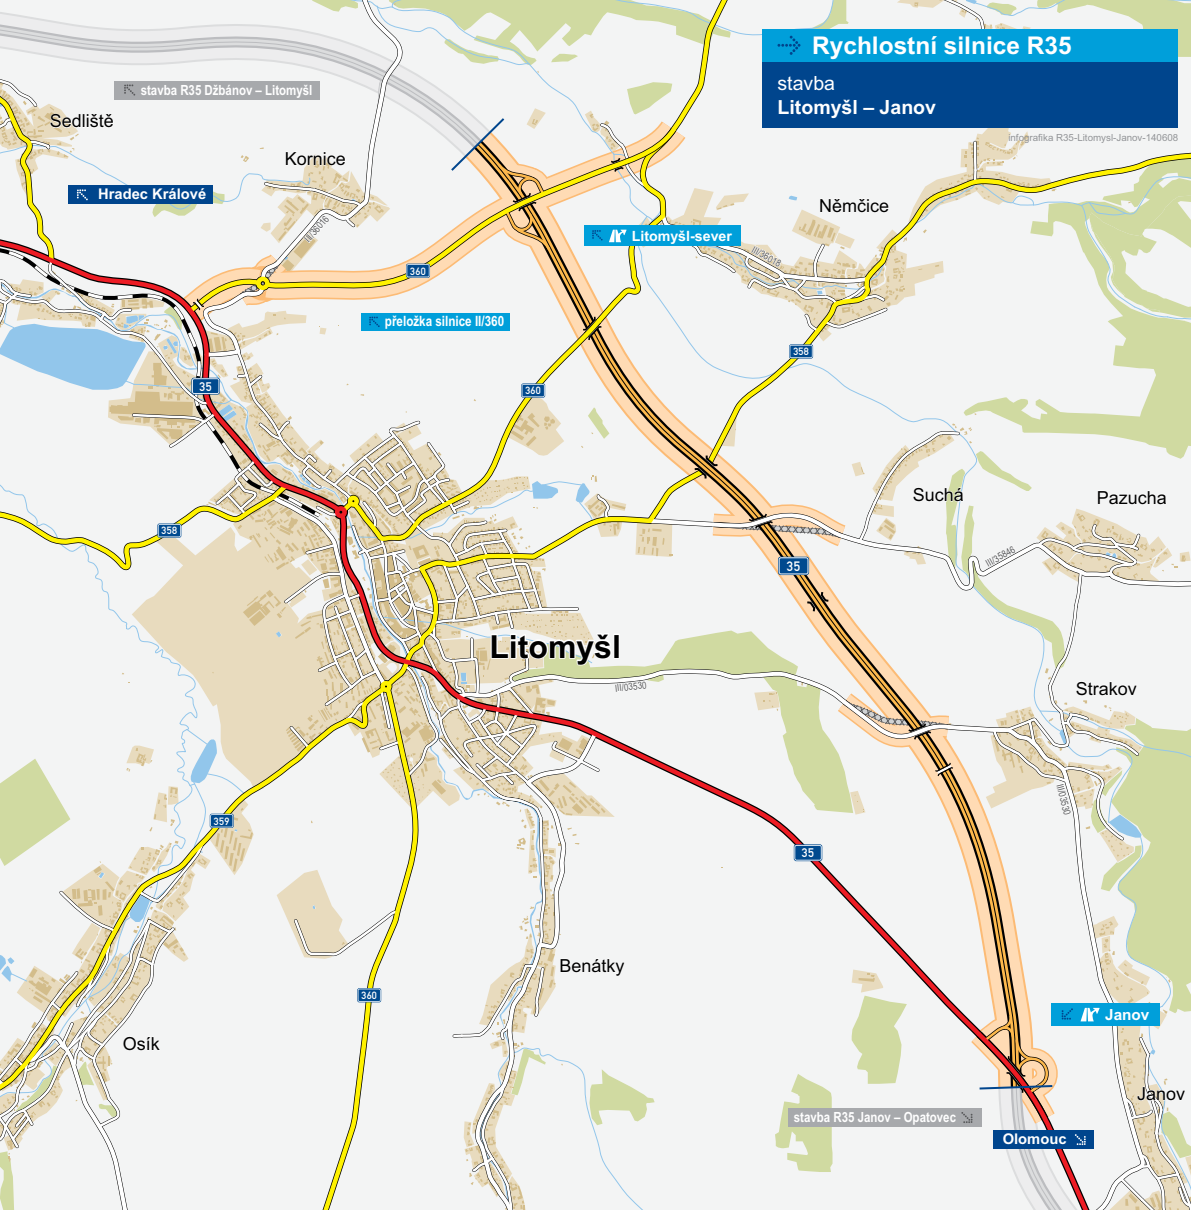 Rychlostní silnice R35
stavba
Litomyšl – Janov
infografika R35-Litomysl-Janov-140608
stavba R35 Džbánov – Litomyšl
Sedliště
Kornice
Hradec Králové
Němčice
II/36016
Litomyšl-sever
III/36018
360
přeložka silnice II/360
358
35
360
Suchá
Pazucha
358
III/35846
35
Litomyšl
III/03530
Strakov
III/03530
359
35
Benátky
360
Janov
Osík
Janov
stavba R35 Janov – Opatovec
Olomouc